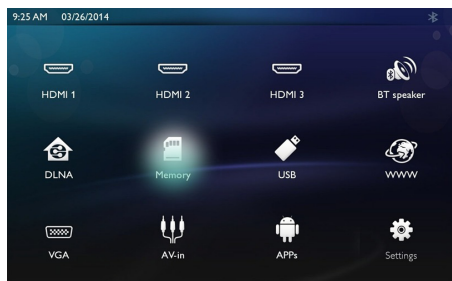 9:25 AM 03/26/2014
HDMI 1 HDMI 2 HDMI 3 BT speaker
DLNA Memory USB WWW
VGA AV-in APPs Settings